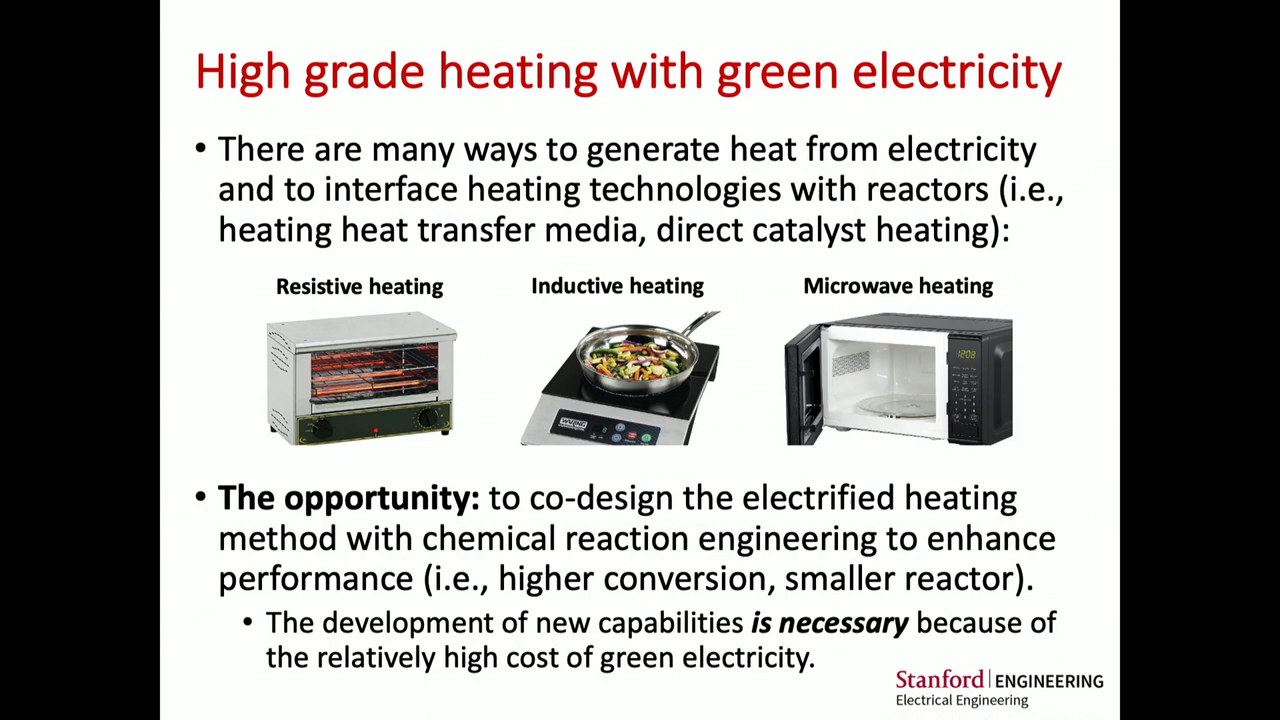 High grade heating with green electricity
• There are many ways to generate heat from electricity
and to interface heating technologies with reactors (i.e.,
heating heat transfer media, direct catalyst heating):
Resistive heating
Inductive heating
Microwave heating
12:08
WARING
• The opportunity: to co-design the electrified heating
method with chemical reaction engineering to enhance
performance (i.e., higher conversion, smaller reactor).
• The development of new capabilities is necessary because of
the relatively high cost of green electricity.
Stanford | ENGINEERING
Electrical Engineering